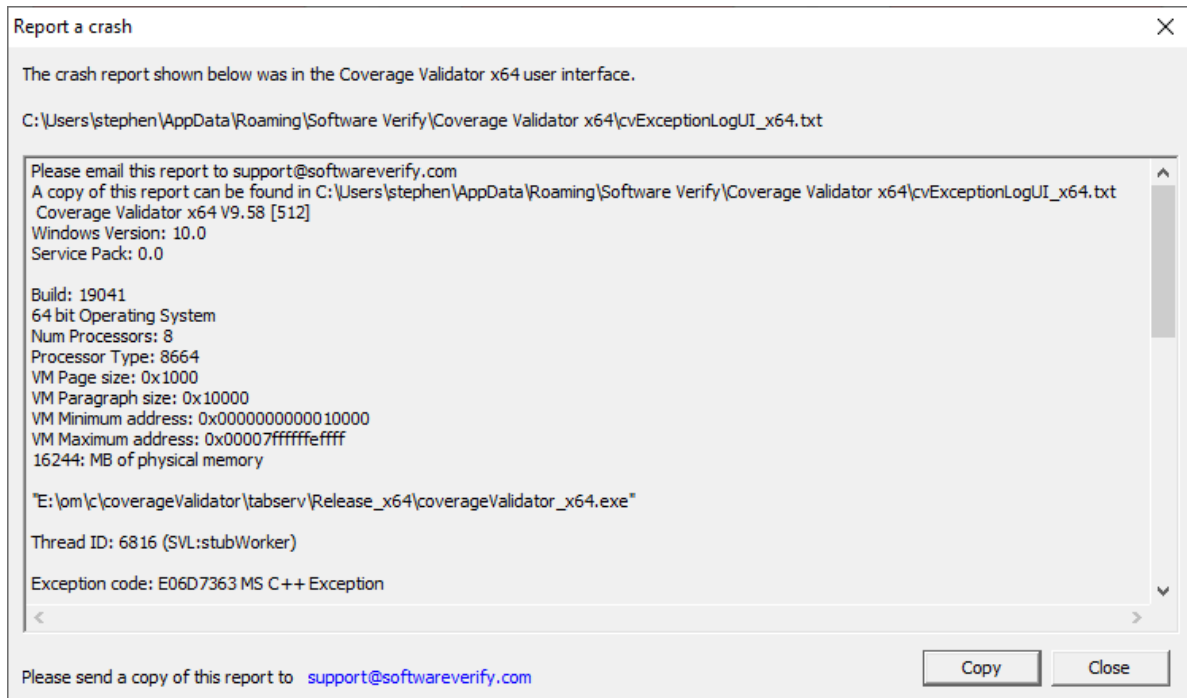 Report a crash
The crash report shown below was in the Coverage Validator x64 user interface.
C:\Users\stephen\AppData\Roaming\Software Verify\Coverage Validator x64\cvExceptionLogUI_x64.txt
Please email this report to support@softwareverify.com
A copy of this report can be found in C:\Users\stephen\AppData\Roaming\Software Verify\Coverage Validator x64\cvExceptionLogUI_x64.txt
Coverage Validator x64 V9.58 [512]
Windows Version: 10.0
Service Pack: 0.0
Build: 19041
64 bit Operating System
Num Processors: 8
Processor Type: 8664
VM Page size: 0x1000
VM Paragraph size: 0x10000
VM Minimum address: 0x0000000000010000
VM Maximum address: 0x00007ffffffeffff
16244: MB of physical memory
"E:\om\c\coverageValidator\tabserv\Release_x64\coverageValidator_x64.exe"
Thread ID: 6816 (SVL:stubWorker)
Exception code: E06D7363 MS C++ Exception
Please send a copy of this report to support@softwareverify.com
Copy
Close